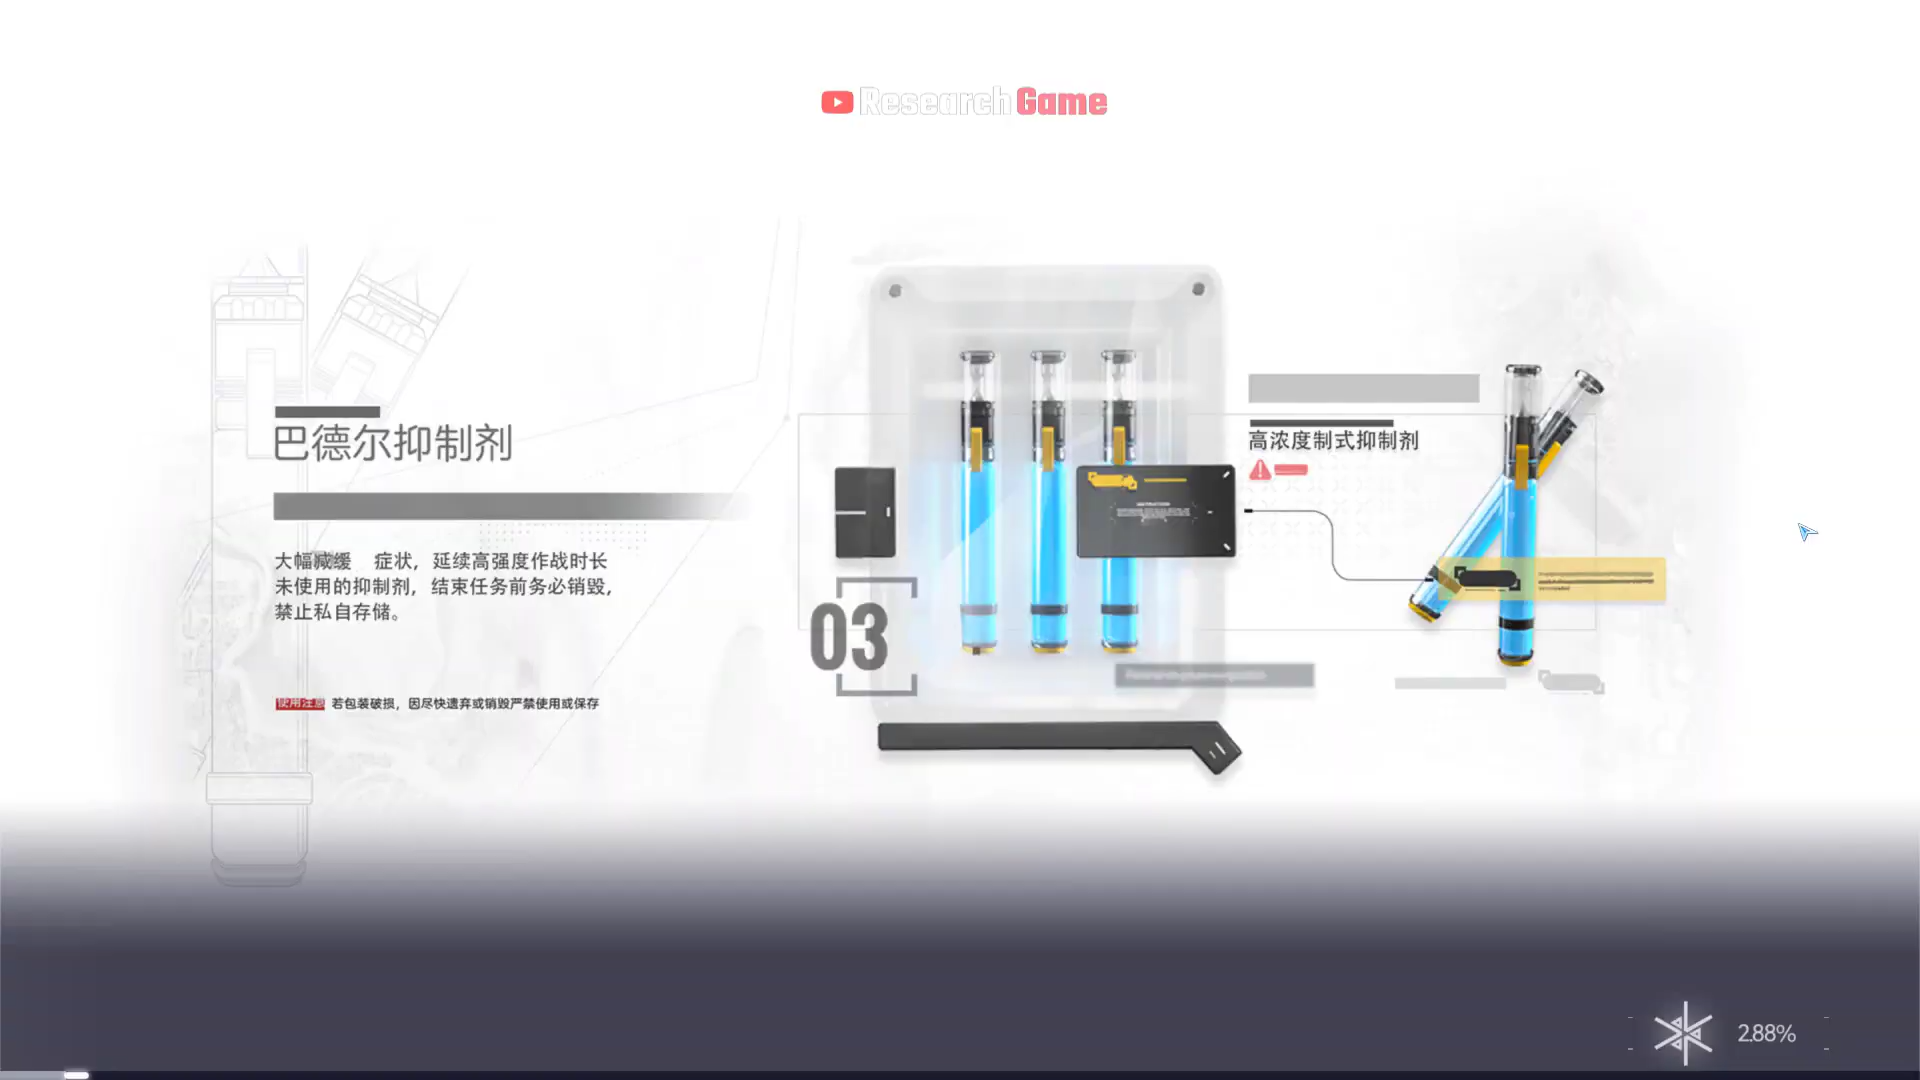 ResearchGame
巴德尔抑制剂
大幅减缓 症状，延续高强度作战时长
未使用的抑制剂，结束任务前务必销毁，
禁止私自存储。
使用注意 若包装破损，因尽快遗弃或销毁严禁使用或保存
03
高浓度制式抑制剂
2.88%